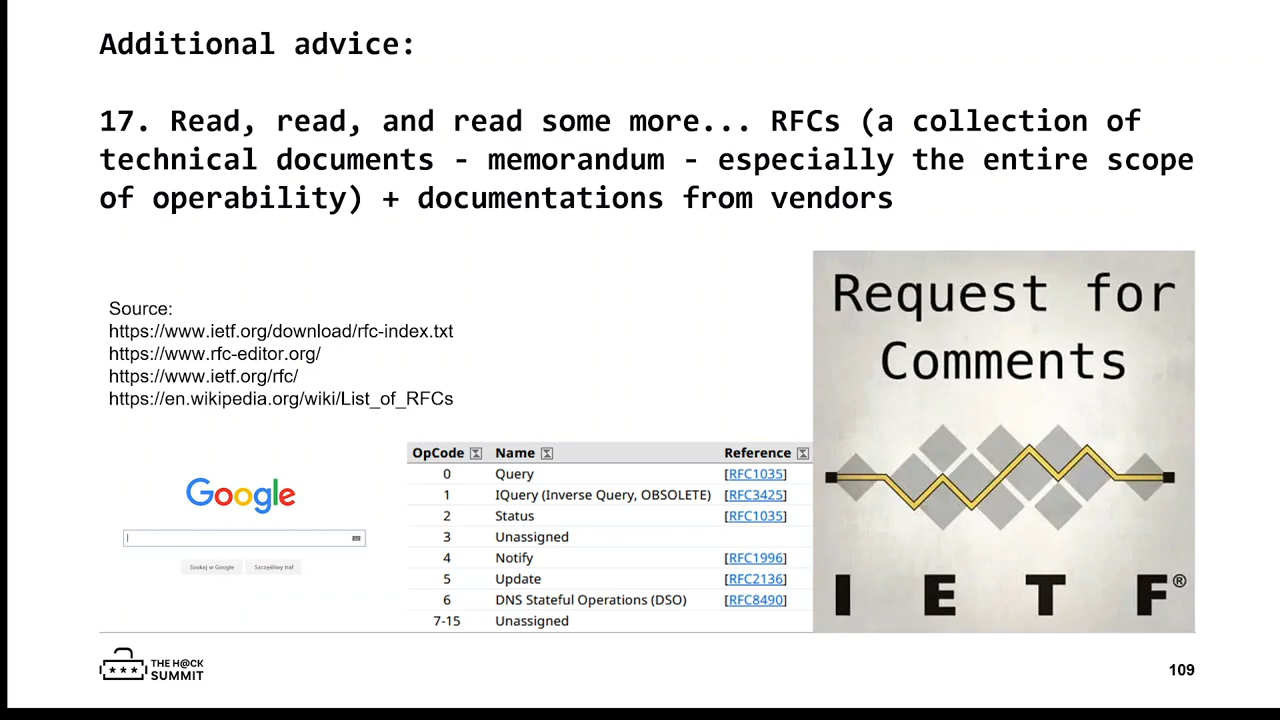 Additional advice:
17. Read, read, and read some more... RFCs (a collection of
technical documents - memorandum - especially the entire scope
of operability) + documentations from vendors
Source:
https://www.ietf.org/download/rfc-index.txt
https://www.rfc-editor.org/
https://www.ietf.org/rfc/
https://en.wikipedia.org/wiki/List_of_RFCs
Google
Szukaj w Google Szczęśliwy traf
OpCode Name Reference
0 Query [RFC1035]
1 IQuery (Inverse Query, OBSOLETE) [RFC3425]
2 Status [RFC1035]
3 Unassigned
4 Notify [RFC1996]
5 Update [RFC2136]
6 DNS Stateful Operations (DSO) [RFC8490]
7-15 Unassigned
Request for
Comments
I E T F®
THE H@CK
SUMMIT
109